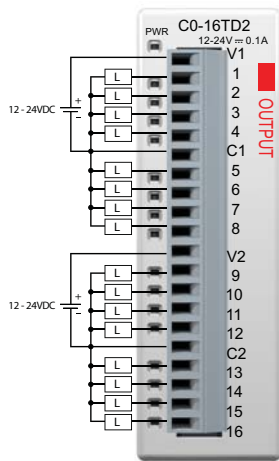 C0-16TD2
PWR
12-24V⎓0.1A
OUTPUT
V1
L 1
L 2
L 3
12 - 24VDC + -
L 4
C1
L 5
L 6
L 7
L 8
V2
L 9
L 10
12 - 24VDC + -
L 11
L 12
C2
L 13
L 14
L 15
L 16